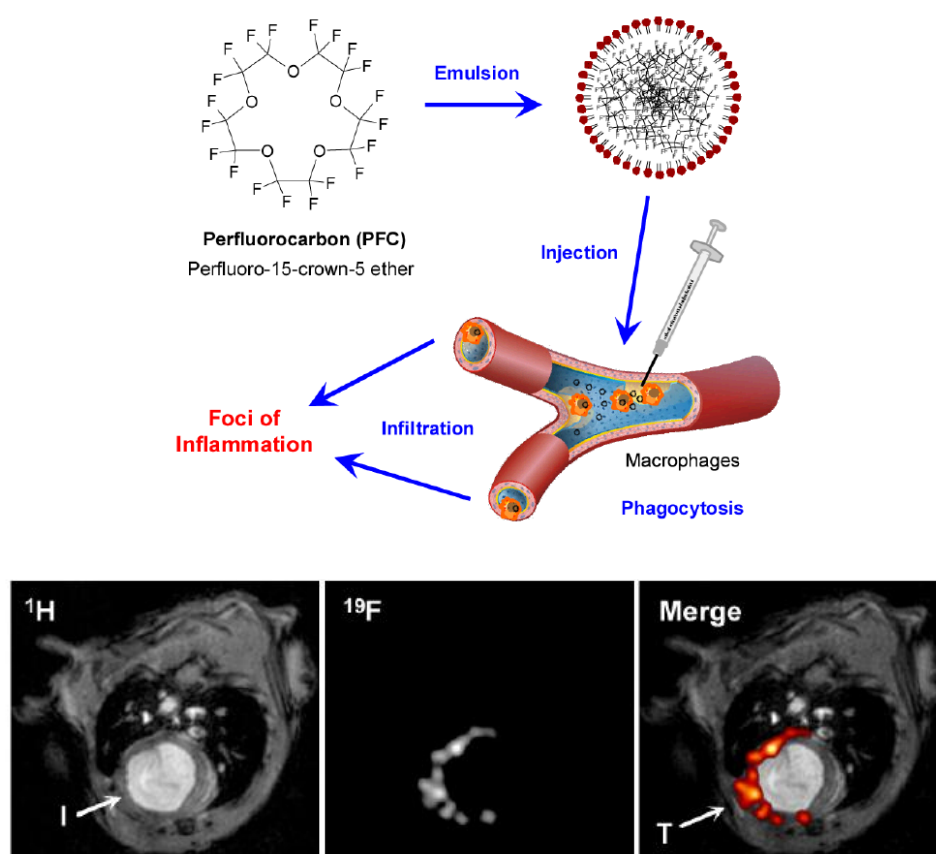 F F
F F
F F
F F
O
O O
F F
F F
O O
F F
F F
F F
F F
Emulsion
Perfluorocarbon (PFC)
Perfluoro-15-crown-5 ether
Injection
Foci of
Inflammation
Infiltration
Macrophages
Phagocytosis
¹H
I
¹⁹F
Merge
T